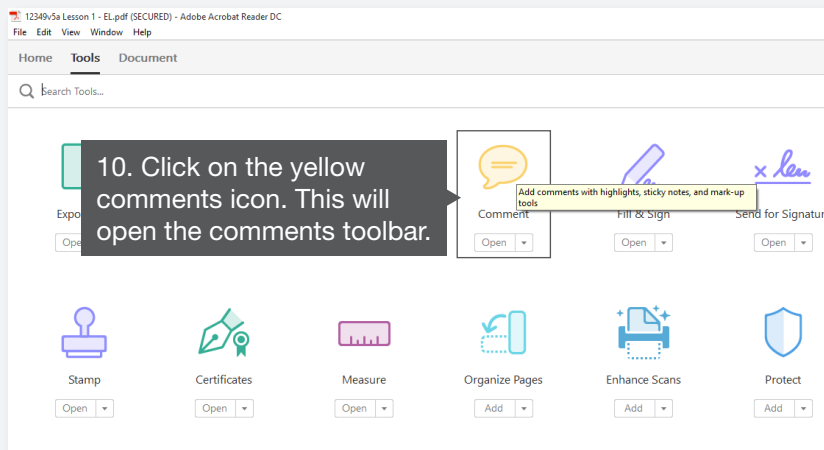 12349v5a Lesson 1 - EL.pdf (SECURED) - Adobe Acrobat Reader DC
File Edit View Window Help
Home Tools Document
Search Tools...
10. Click on the yellow
comments icon. This will
open the comments toolbar.
Add comments with highlights, sticky notes, and mark-up
tools
Expo
Comment
Fill & Sign
Send for Signatur
Ope
Open
Open
Open
Stamp
Certificates
Measure
Organize Pages
Enhance Scans
Protect
Open
Open
Open
Add
Add
Add